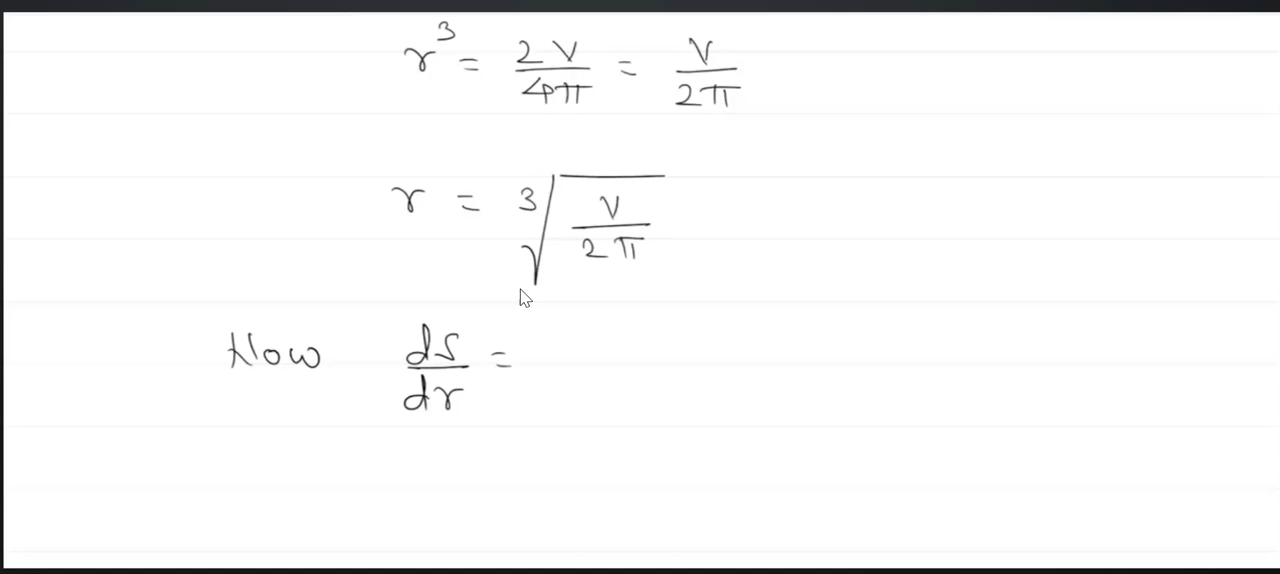 r³ = 2V/4π = V/2π
r = ∛(V/2π)
Now dS/dr =